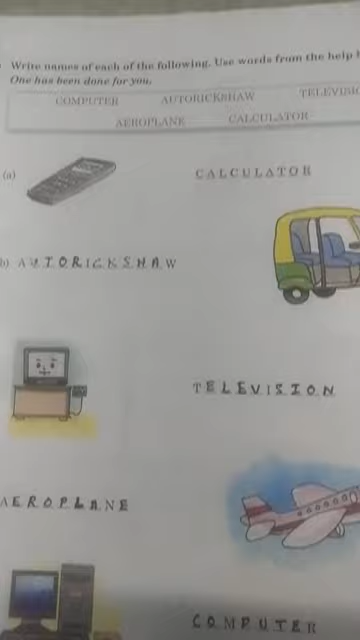 Write names of each of the following. Use words from the help
One has been done for you.
COMPUTER AUTORICKSHAW
AEROPLANE CALCULATOR
(a) CALCULATOR
b) AUTORICKSHAW
TELEVISION
AEROPLANE
COMPUTER